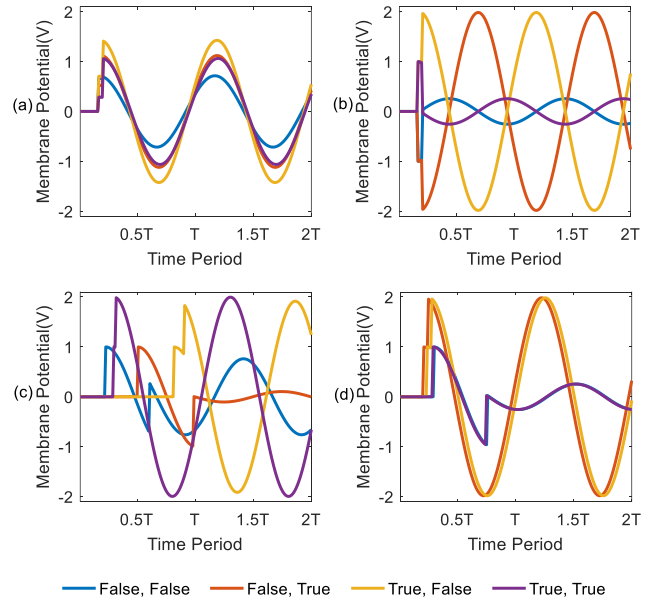 2
1
0
-1
-2
Membrane Potential(V)
(a)
0.5T
T
1.5T
2T
Time Period
2
1
0
-1
-2
Membrane Potential(V)
(b)
0.5T
T
1.5T
2T
Time Period
2
1
0
-1
-2
Membrane Potential(V)
(c)
0.5T
T
1.5T
2T
Time Period
2
1
0
-1
-2
Membrane Potential(V)
(d)
0.5T
T
1.5T
2T
Time Period
False, False
False, True
True, False
True, True